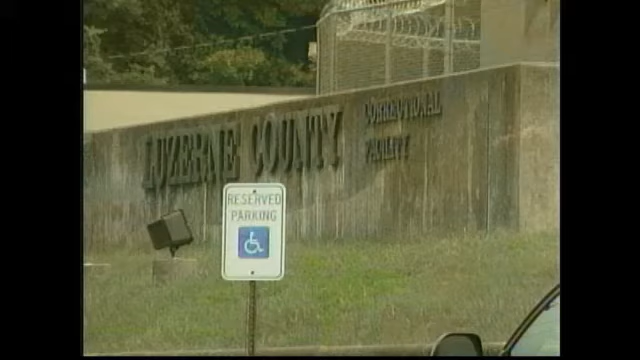 LUZERNE COUNTY
CORRECTIONAL
FACILITY
RESERVED
PARKING